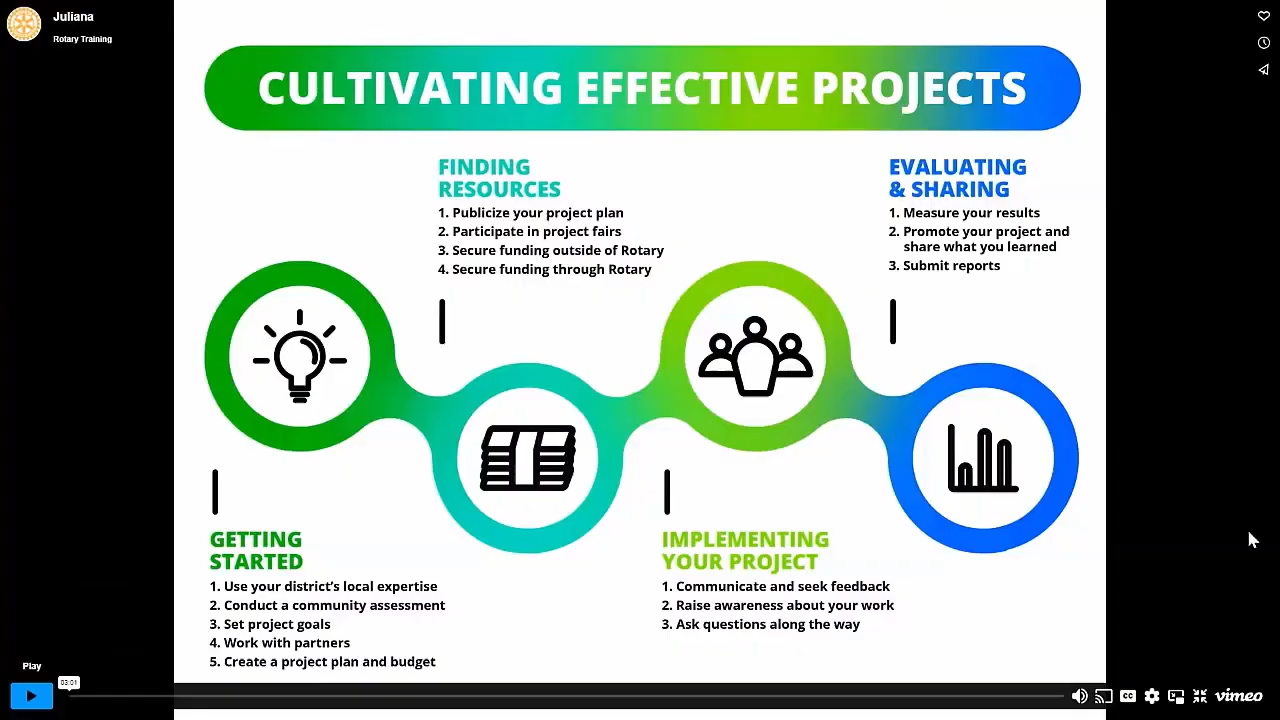 Juliana
Rotary Training
CULTIVATING EFFECTIVE PROJECTS
FINDING
RESOURCES
1. Publicize your project plan
2. Participate in project fairs
3. Secure funding outside of Rotary
4. Secure funding through Rotary
EVALUATING
& SHARING
1. Measure your results
2. Promote your project and
share what you learned
3. Submit reports
GETTING
STARTED
1. Use your district’s local expertise
2. Conduct a community assessment
3. Set project goals
4. Work with partners
5. Create a project plan and budget
IMPLEMENTING
YOUR PROJECT
1. Communicate and seek feedback
2. Raise awareness about your work
3. Ask questions along the way
Play
03:01
CC
vimeo